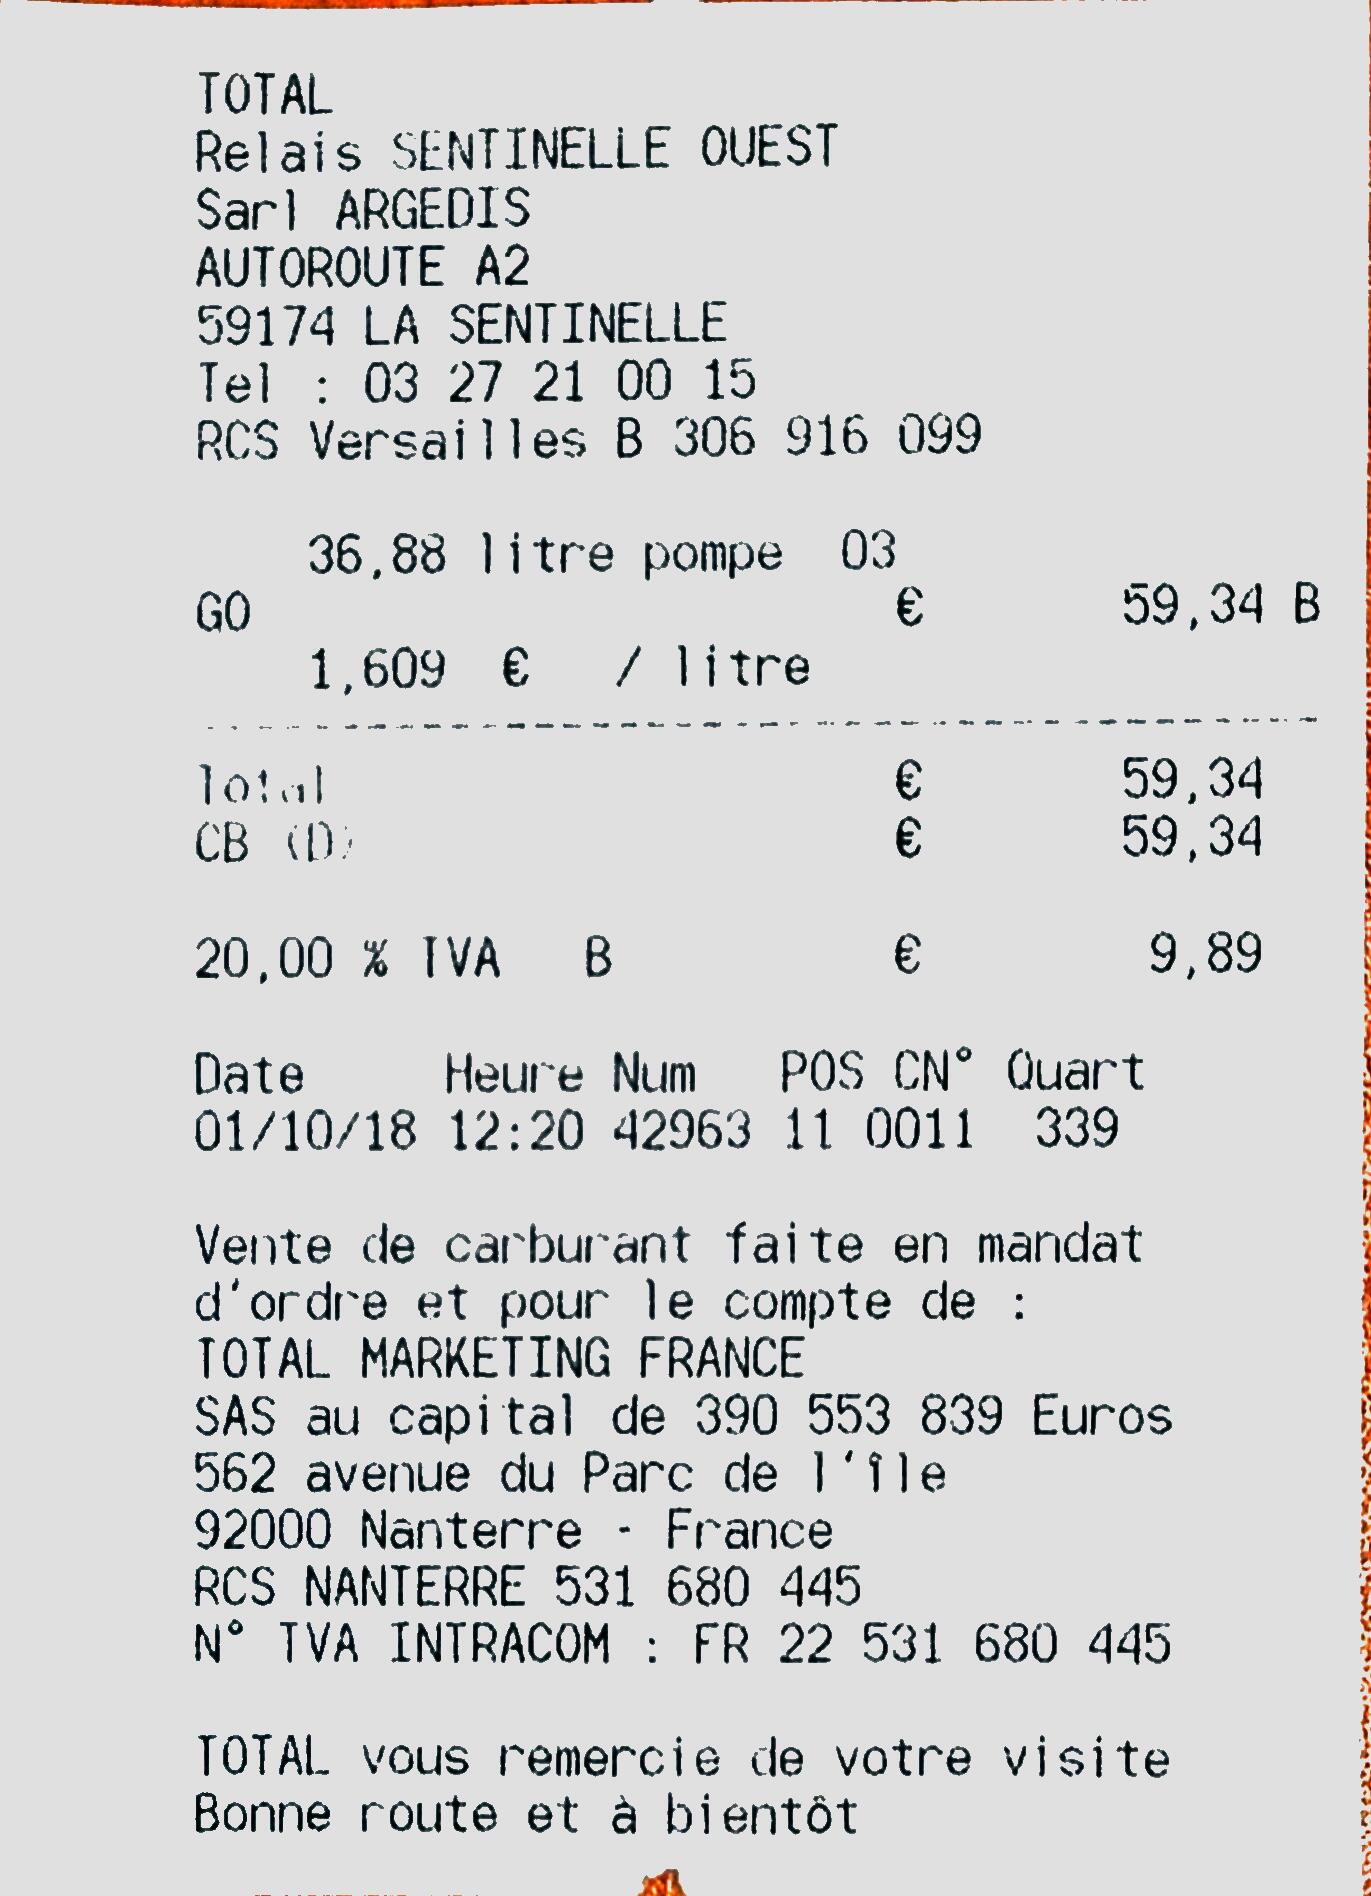 TOTAL
Relais SENTINELLE OUEST
Sarl ARGEDIS
AUTOROUTE A2
59174 LA SENTINELLE
Tel : 03 27 21 00 15
RCS Versailles B 306 916 099
36,88 litre pompe 03
GO € 59,34 B
1,609 € / litre
Total € 59,34
CB (D) € 59,34
20,00 % TVA B € 9,89
Date Heure Num POS CN° Quart
01/10/18 12:20 42963 11 0011 339
Vente de carburant faite en mandat
d'ordre et pour le compte de :
TOTAL MARKETING FRANCE
SAS au capital de 390 553 839 Euros
562 avenue du Parc de l'île
92000 Nanterre - France
RCS NANTERRE 531 680 445
N° TVA INTRACOM : FR 22 531 680 445
TOTAL vous remercie de votre visite
Bonne route et à bientôt